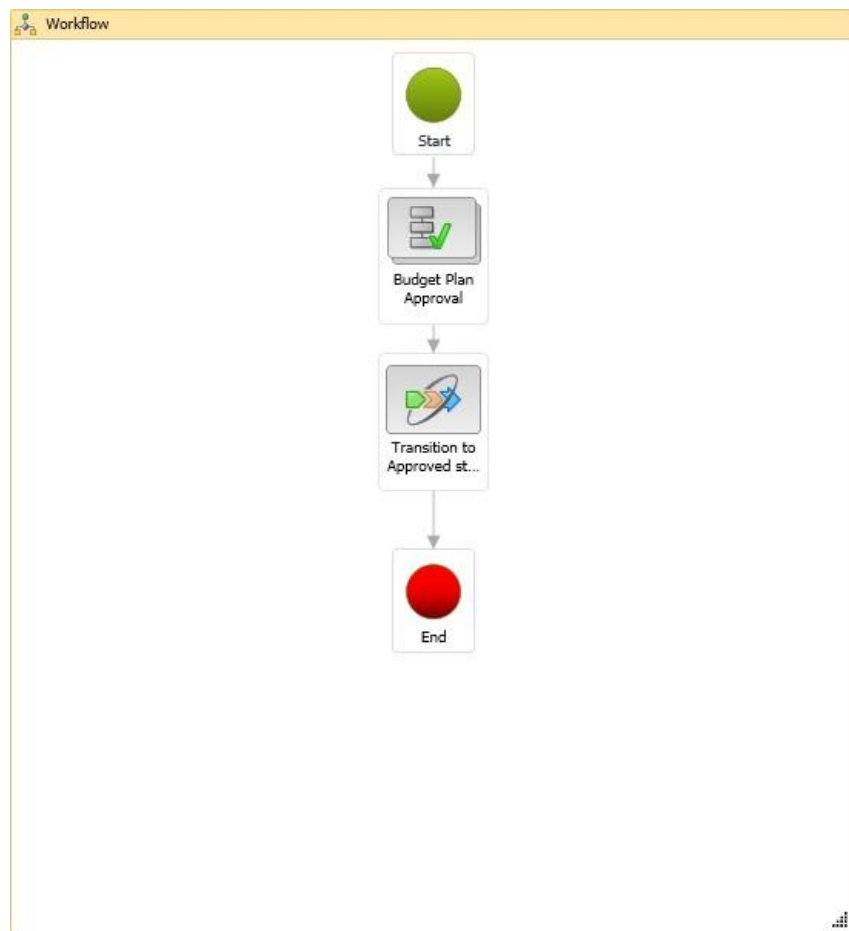 Workflow
Start
Budget Plan
Approval
Transition to
Approved st...
End